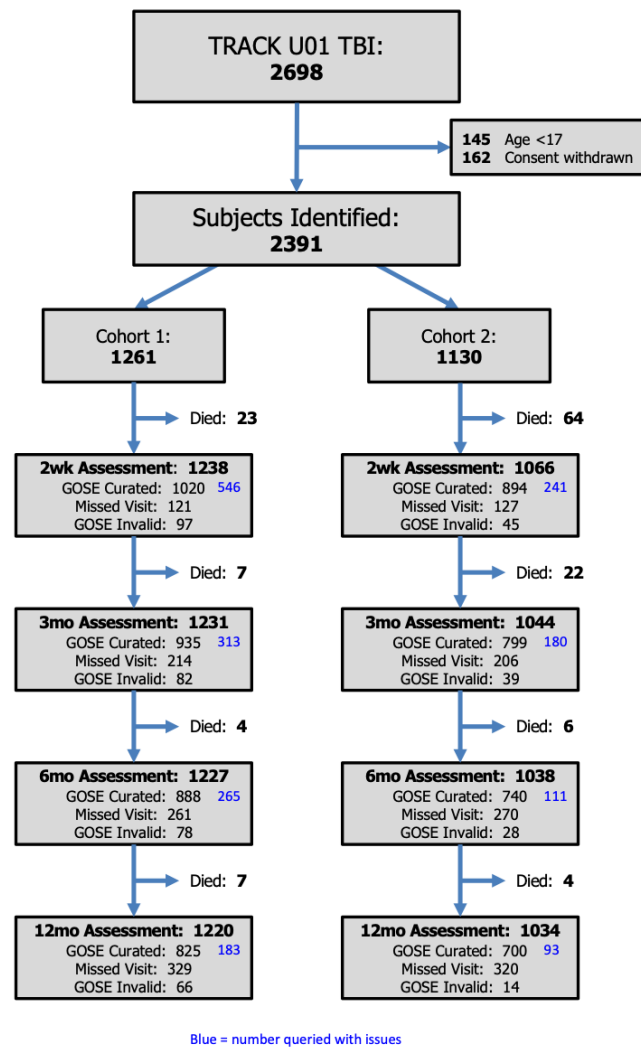 TRACK U01 TBI:
2698
145 Age <17
162 Consent withdrawn
Subjects Identified:
2391
Cohort 1:
1261
Cohort 2:
1130
Died: 23
Died: 64
2wk Assessment: 1238
GOSE Curated: 1020 546
Missed Visit: 121
GOSE Invalid: 97
2wk Assessment: 1066
GOSE Curated: 894 241
Missed Visit: 127
GOSE Invalid: 45
Died: 7
Died: 22
3mo Assessment: 1231
GOSE Curated: 935 313
Missed Visit: 214
GOSE Invalid: 82
3mo Assessment: 1044
GOSE Curated: 799 180
Missed Visit: 206
GOSE Invalid: 39
Died: 4
Died: 6
6mo Assessment: 1227
GOSE Curated: 888 265
Missed Visit: 261
GOSE Invalid: 78
6mo Assessment: 1038
GOSE Curated: 740 111
Missed Visit: 270
GOSE Invalid: 28
Died: 7
Died: 4
12mo Assessment: 1220
GOSE Curated: 825 183
Missed Visit: 329
GOSE Invalid: 66
12mo Assessment: 1034
GOSE Curated: 700 93
Missed Visit: 320
GOSE Invalid: 14
Blue = number queried with issues